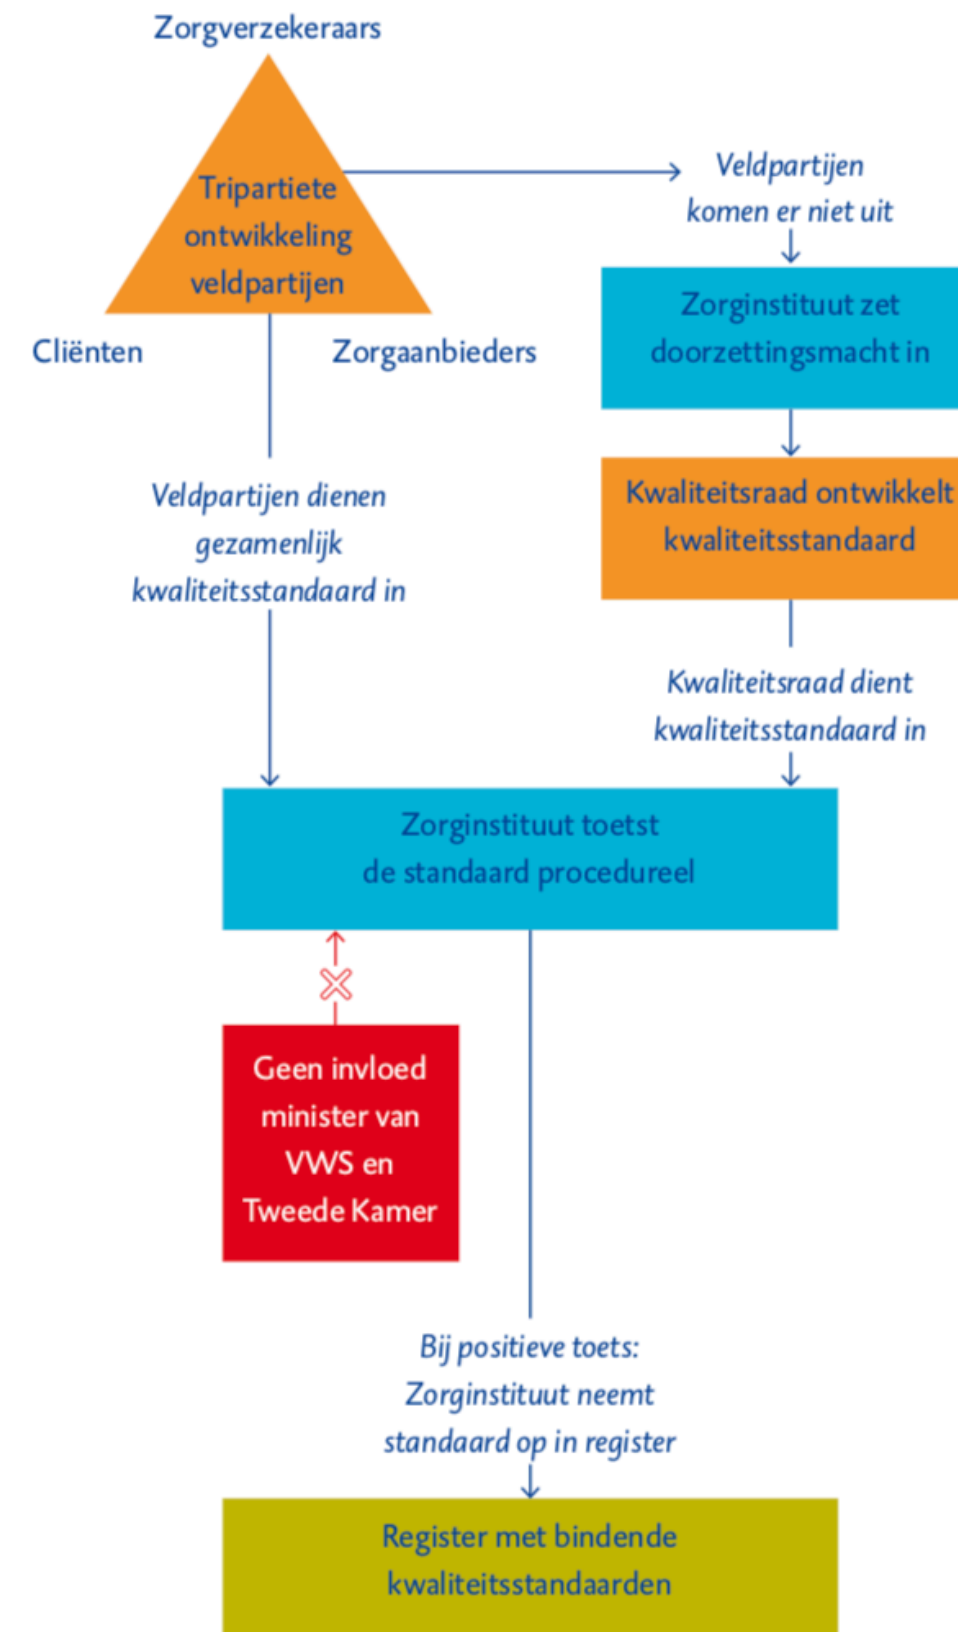 Zorgverzekeraars
Tripartiete
ontwikkeling
veldpartijen
Cliënten
Zorgaanbieders
Veldpartijen
komen er niet uit
Zorginstituut zet
doorzettingsmacht in
Kwaliteitsraad ontwikkelt
kwaliteitsstandaard
Veldpartijen dienen
gezamenlijk
kwaliteitsstandaard in
Kwaliteitsraad dient
kwaliteitsstandaard in
Zorginstituut toetst
de standaard procedureel
Geen invloed
minister van
VWS en
Tweede Kamer
Bij positieve toets:
Zorginstituut neemt
standaard op in register
Register met bindende
kwaliteitsstandaarden